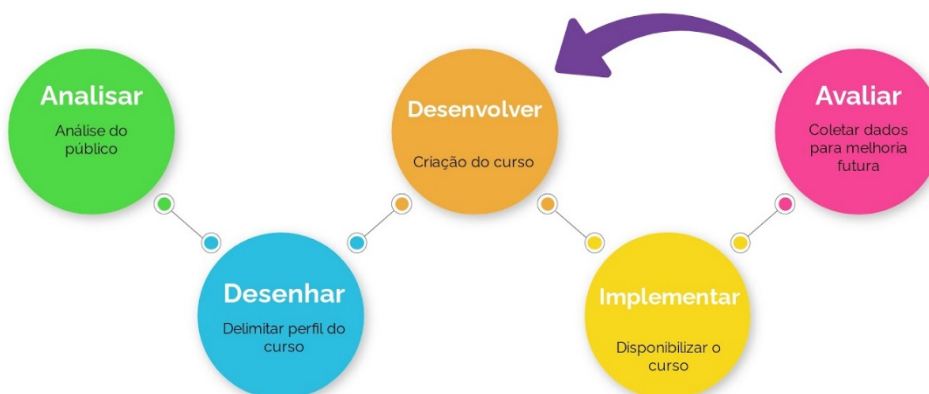 Analisar
Análise do
público
Desenhar
Delimitar perfil do
curso
Desenvolver
Criação do curso
Implementar
Disponibilizar o
curso
Avaliar
Coletar dados
para melhoria
futura